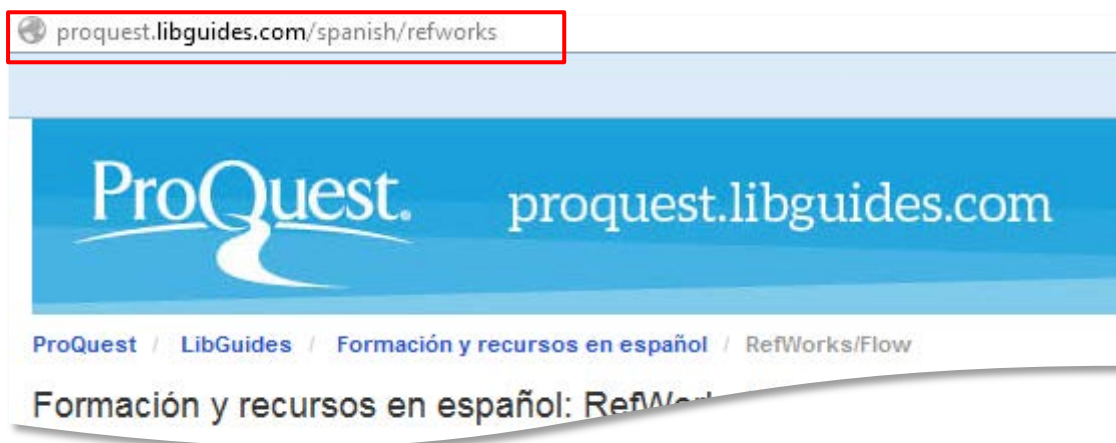 proquest.libguides.com/spanish/refworks
ProQuest. proquest.libguides.com
ProQuest / LibGuides / Formación y recursos en español / RefWorks/Flow
Formación y recursos en español: